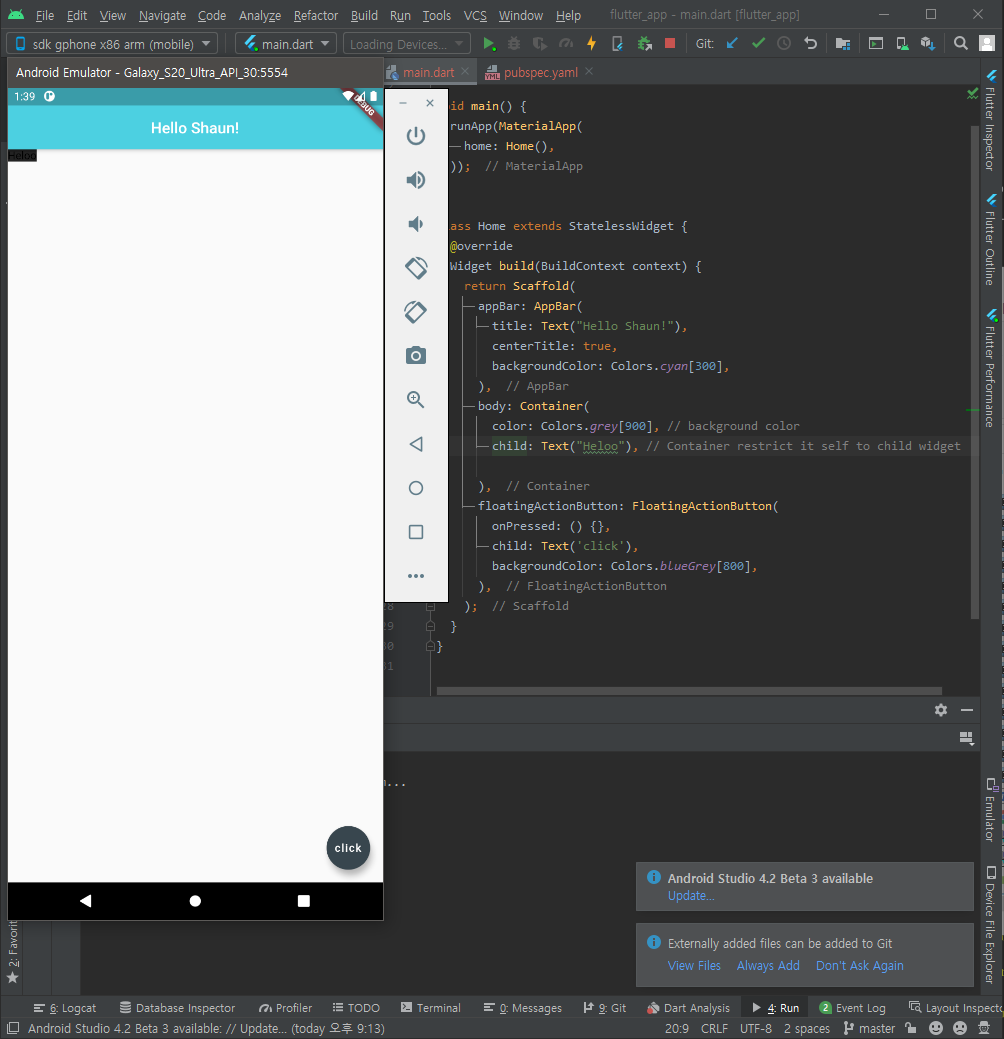 File Edit View Navigate Code Analyze Refactor Build Run Tools VCS Window Help flutter_app - main.dart [flutter_app]
sdk gphone x86 arm (mobile) main.dart Loading Devices... Git:
Android Emulator - Galaxy_S20_Ultra_API_30:5554
main.dart pubspec.yaml
1:39
DEBUG
Hello Shaun!
Heloo
id main() {
runApp(MaterialApp(
home: Home(),
)); // MaterialApp
ass Home extends StatelessWidget {
@override
Widget build(BuildContext context) {
return Scaffold(
appBar: AppBar(
title: Text("Hello Shaun!"),
centerTitle: true,
backgroundColor: Colors.cyan[300],
), // AppBar
body: Container(
color: Colors.grey[900], // background color
child: Text("Heloo"), // Container restrict it self to child widget
), // Container
floatingActionButton: FloatingActionButton(
onPressed: () {},
child: Text('click'),
backgroundColor: Colors.blueGrey[800],
), // FloatingActionButton
28 ); // Scaffold
29 }
30 }
31
...
click
Flutter Inspector
Flutter Outline
Flutter Performance
Emulator
Device File Explorer
2: Favorit
Android Studio 4.2 Beta 3 available
Update...
Externally added files can be added to Git
View Files Always Add Don't Ask Again
6: Logcat Database Inspector Profiler TODO Terminal 0: Messages 9: Git Dart Analysis 4: Run 2 Event Log Layout Inspecto
Android Studio 4.2 Beta 3 available: // Update... (today 오후 9:13) 20:9 CRLF UTF-8 2 spaces master